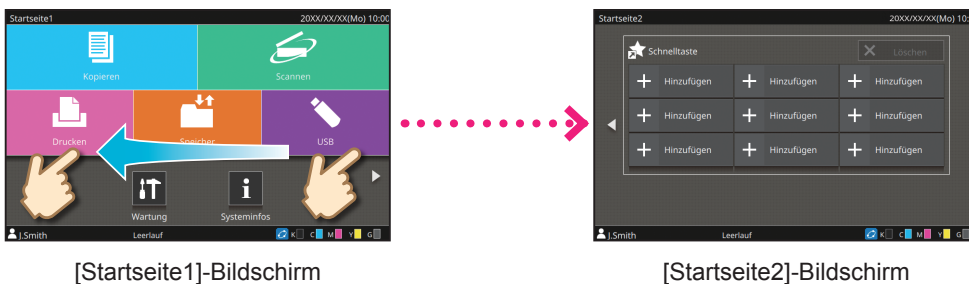 Startseite1 20XX/XX/XX(Mo) 10:00
Kopieren Scannen
Drucken Speicher USB
Wartung Systeminfos
J.Smith Leerlauf K C M Y G
[Startseite1]-Bildschirm
Startseite2 20XX/XX/XX(Mo) 10:
Schnelltaste Löschen
Hinzufügen Hinzufügen Hinzufügen
Hinzufügen Hinzufügen Hinzufügen
Hinzufügen Hinzufügen Hinzufügen
J.Smith Leerlauf K C M Y G
[Startseite2]-Bildschirm